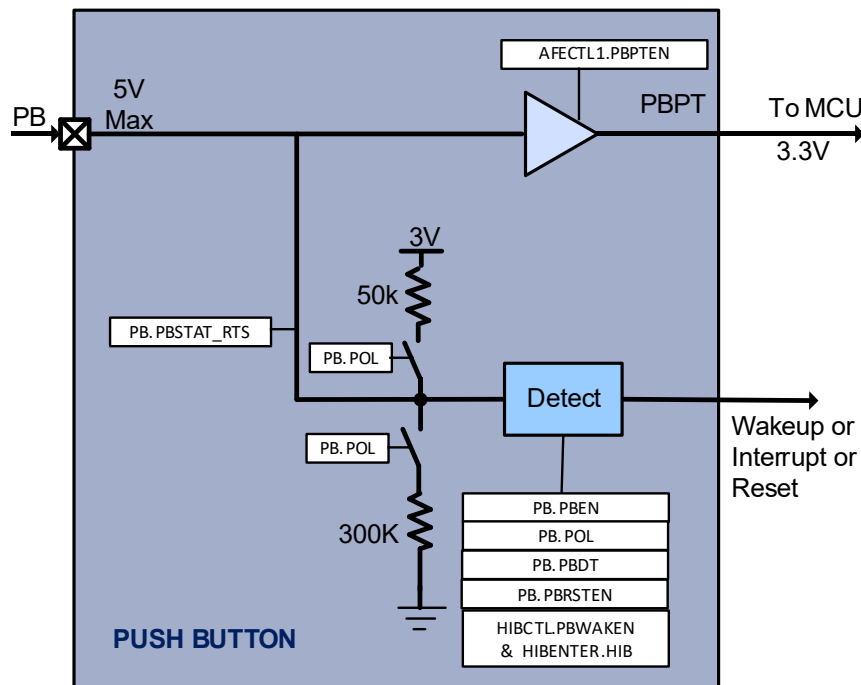 AFECTL1.PBPTEN
5V
Max
PB
PBPT
To MCU
3.3V
3V
50k
PB.PBSTAT_RTS
PB.POL
Detect
Wakeup or
Interrupt or
Reset
PB.POL
300K
PB.PBEN
PB.POL
PB.PBDT
PB.PBRSTEN
HIBCTL.PBWAKEN
& HIBENTER.HIB
PUSH BUTTON